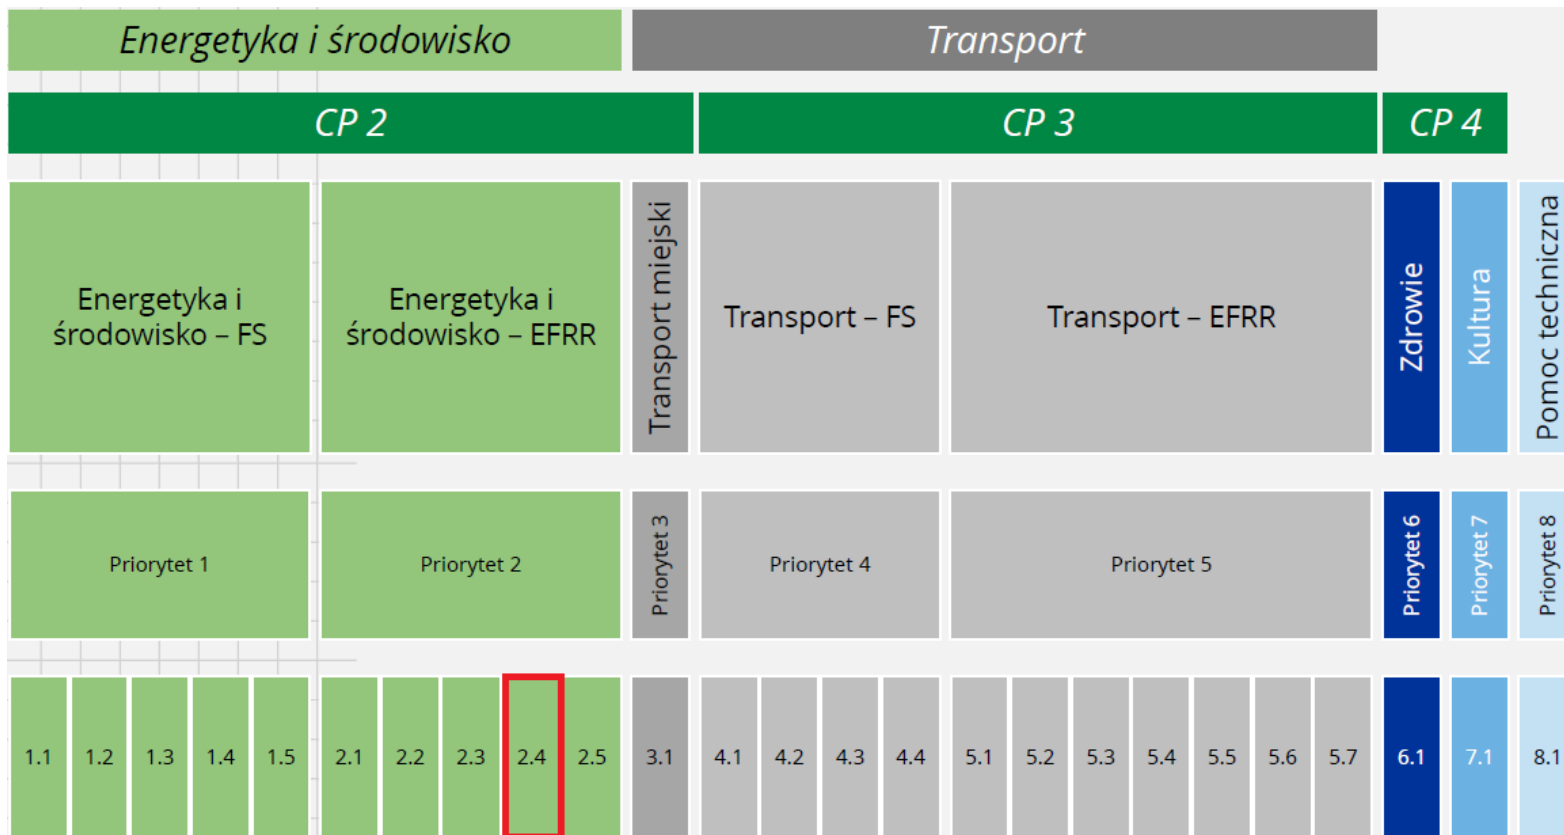 Energetyka i środowisko
Transport
CP 2
CP 3
CP 4
Energetyka i
środowisko – FS
Energetyka i
środowisko – EFRR
Transport miejski
Transport – FS
Transport – EFRR
Zdrowie
Kultura
Pomoc techniczna
Priorytet 1
Priorytet 2
Priorytet 3
Priorytet 4
Priorytet 5
Priorytet 6
Priorytet 7
Priorytet 8
1.1
1.2
1.3
1.4
1.5
2.1
2.2
2.3
2.4
2.5
3.1
4.1
4.2
4.3
4.4
5.1
5.2
5.3
5.4
5.5
5.6
5.7
6.1
7.1
8.1